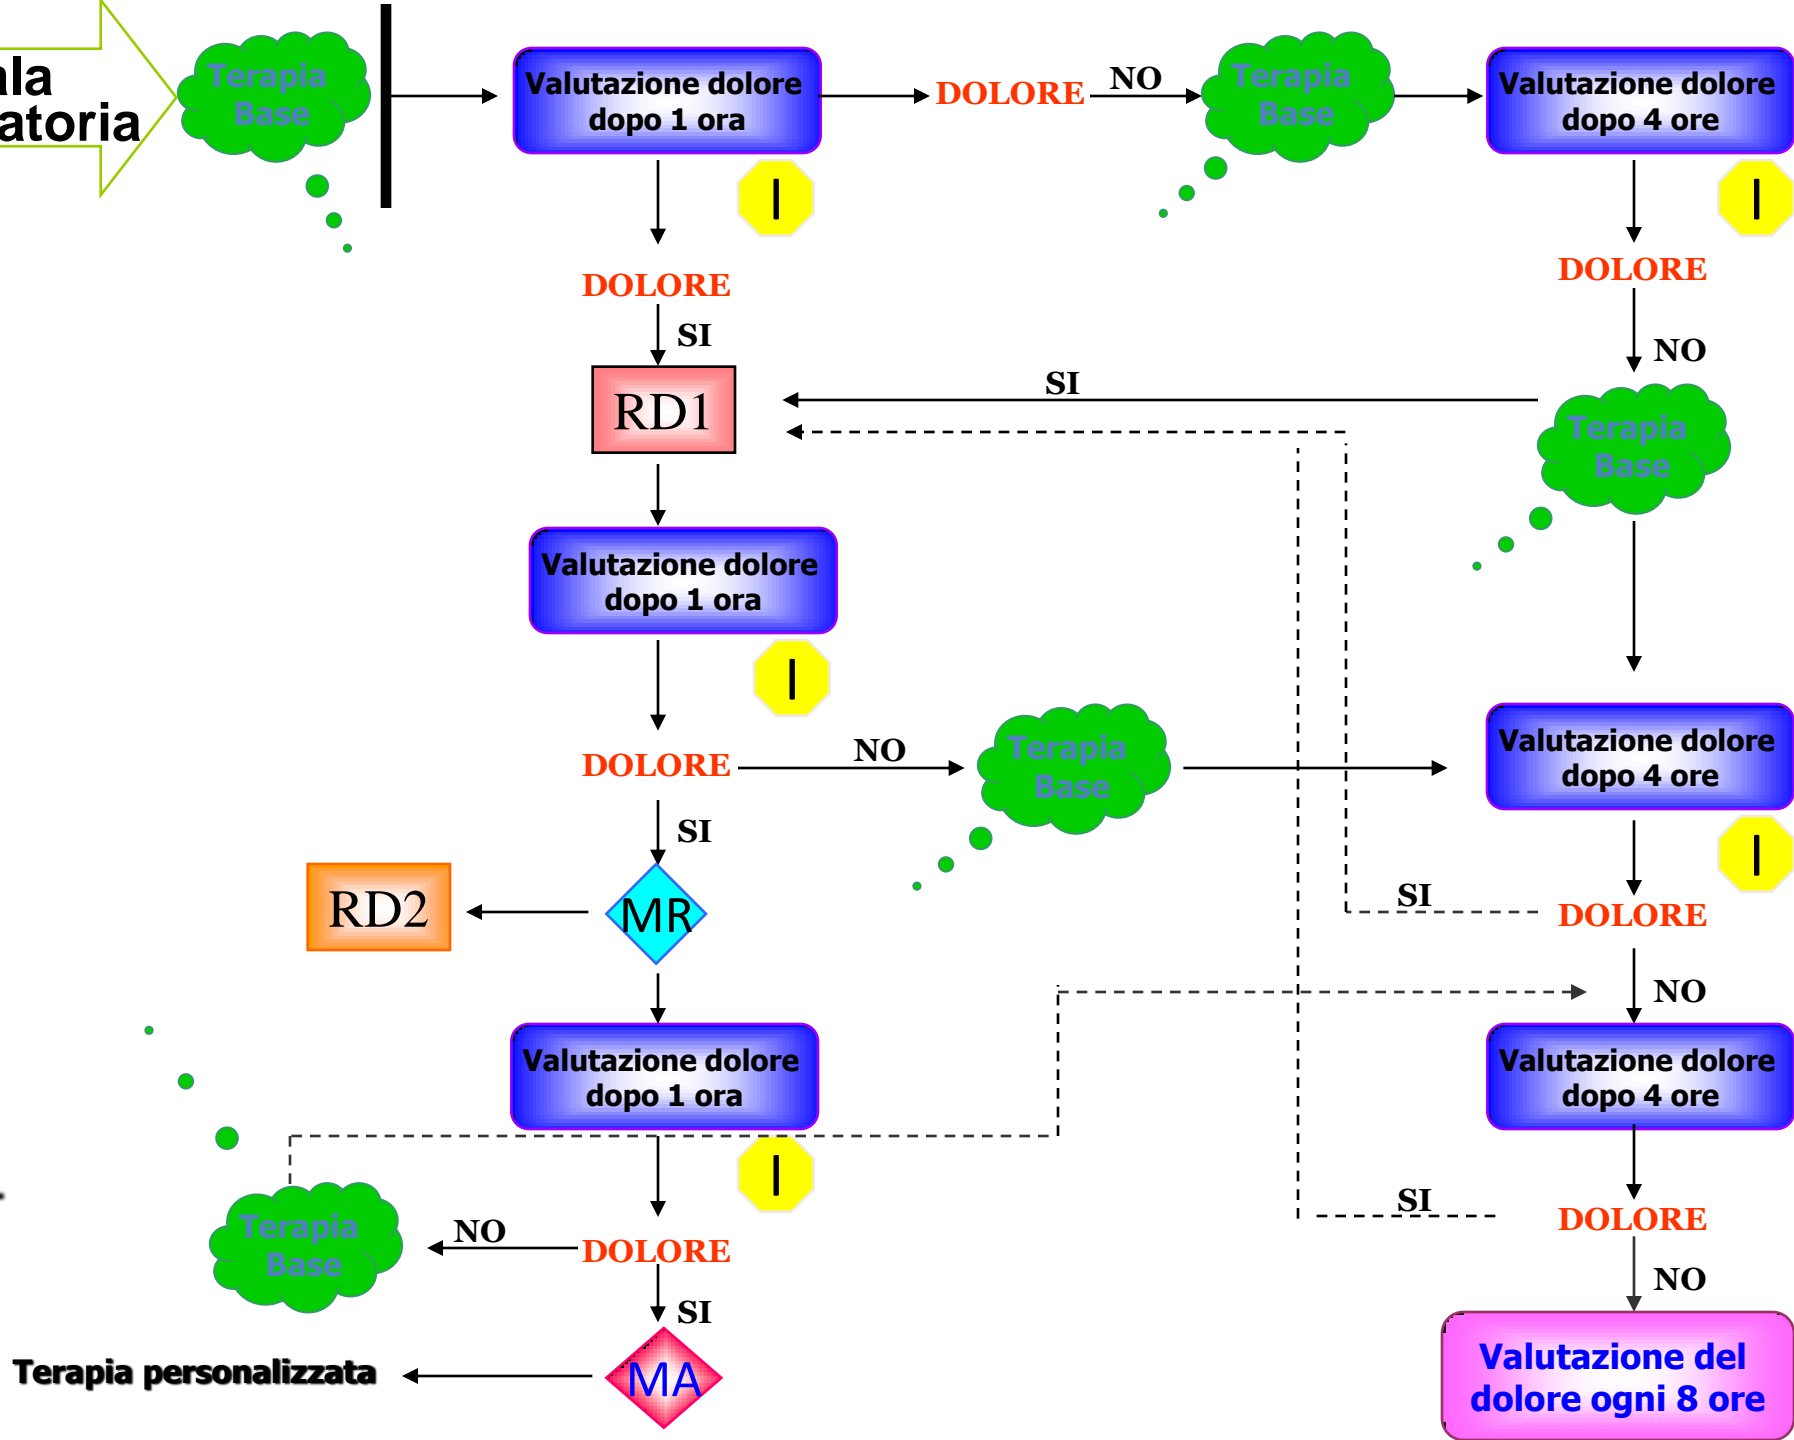 ala
atoria
Terapia
Base
Valutazione dolore
dopo 1 ora
DOLORE
NO
Terapia
Base
Valutazione dolore
dopo 4 ore
I
I
DOLORE
DOLORE
SI
NO
RD1
SI
Terapia
Base
Valutazione dolore
dopo 1 ora
I
DOLORE
NO
Terapia
Base
Valutazione dolore
dopo 4 ore
I
SI
RD2
MR
SI
DOLORE
NO
Valutazione dolore
dopo 1 ora
Valutazione dolore
dopo 4 ore
I
Terapia
Base
NO
DOLORE
SI
DOLORE
SI
NO
Terapia personalizzata
MA
Valutazione del
dolore ogni 8 ore